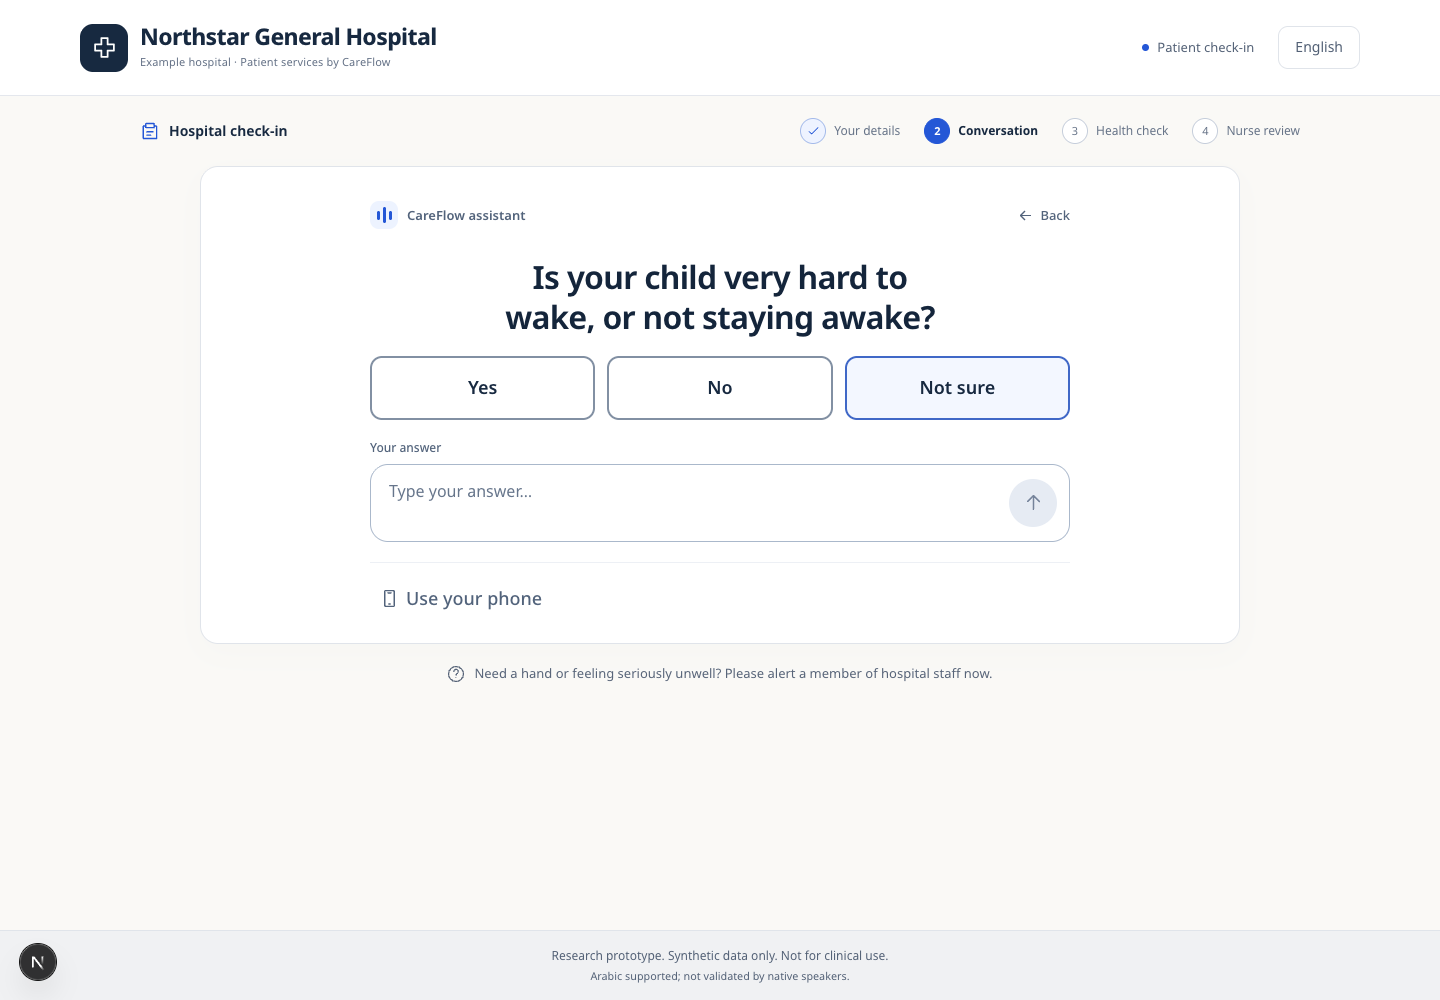 Northstar General Hospital
Example hospital · Patient services by CareFlow
Patient check-in
English
Hospital check-in
Your details
2 Conversation
3 Health check
4 Nurse review
CareFlow assistant
Back
Is your child very hard to
wake, or not staying awake?
Yes
No
Not sure
Your answer
Type your answer...
Use your phone
Need a hand or feeling seriously unwell? Please alert a member of hospital staff now.
Research prototype. Synthetic data only. Not for clinical use.
Arabic supported; not validated by native speakers.
N